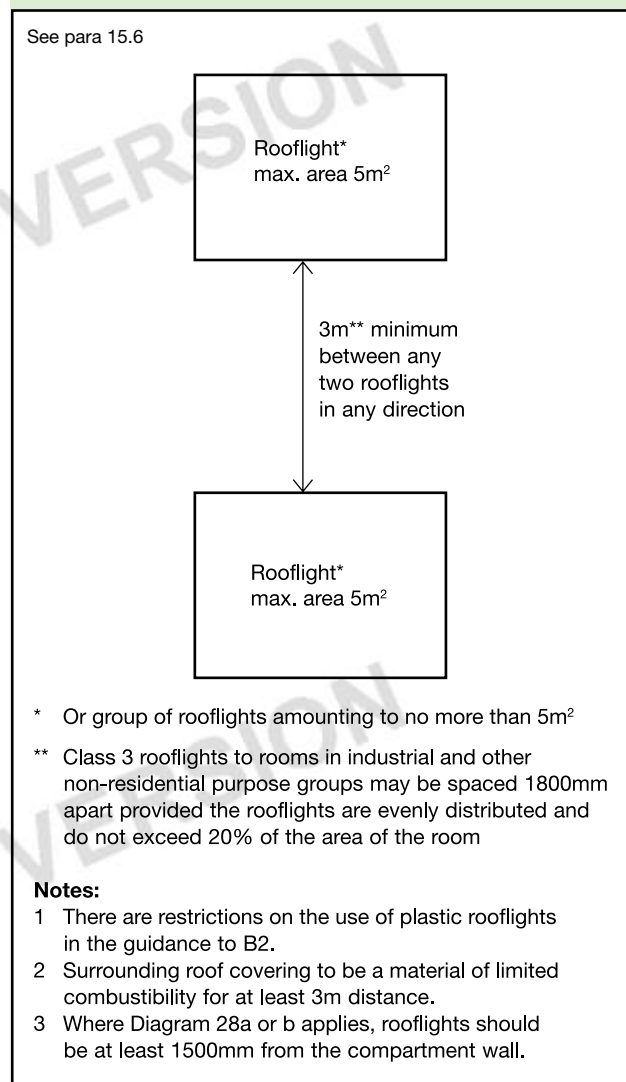 See para 15.6
VERSION
Rooflight*
max. area 5m²
3m** minimum
between any
two rooflights
in any direction
Rooflight*
max. area 5m²
VERSION
* Or group of rooflights amounting to no more than 5m²
** Class 3 rooflights to rooms in industrial and other
non-residential purpose groups may be spaced 1800mm
apart provided the rooflights are evenly distributed and
do not exceed 20% of the area of the room
Notes:
1 There are restrictions on the use of plastic rooflights
in the guidance to B2.
2 Surrounding roof covering to be a material of limited
combustibility for at least 3m distance.
3 Where Diagram 28a or b applies, rooflights should
be at least 1500mm from the compartment wall.